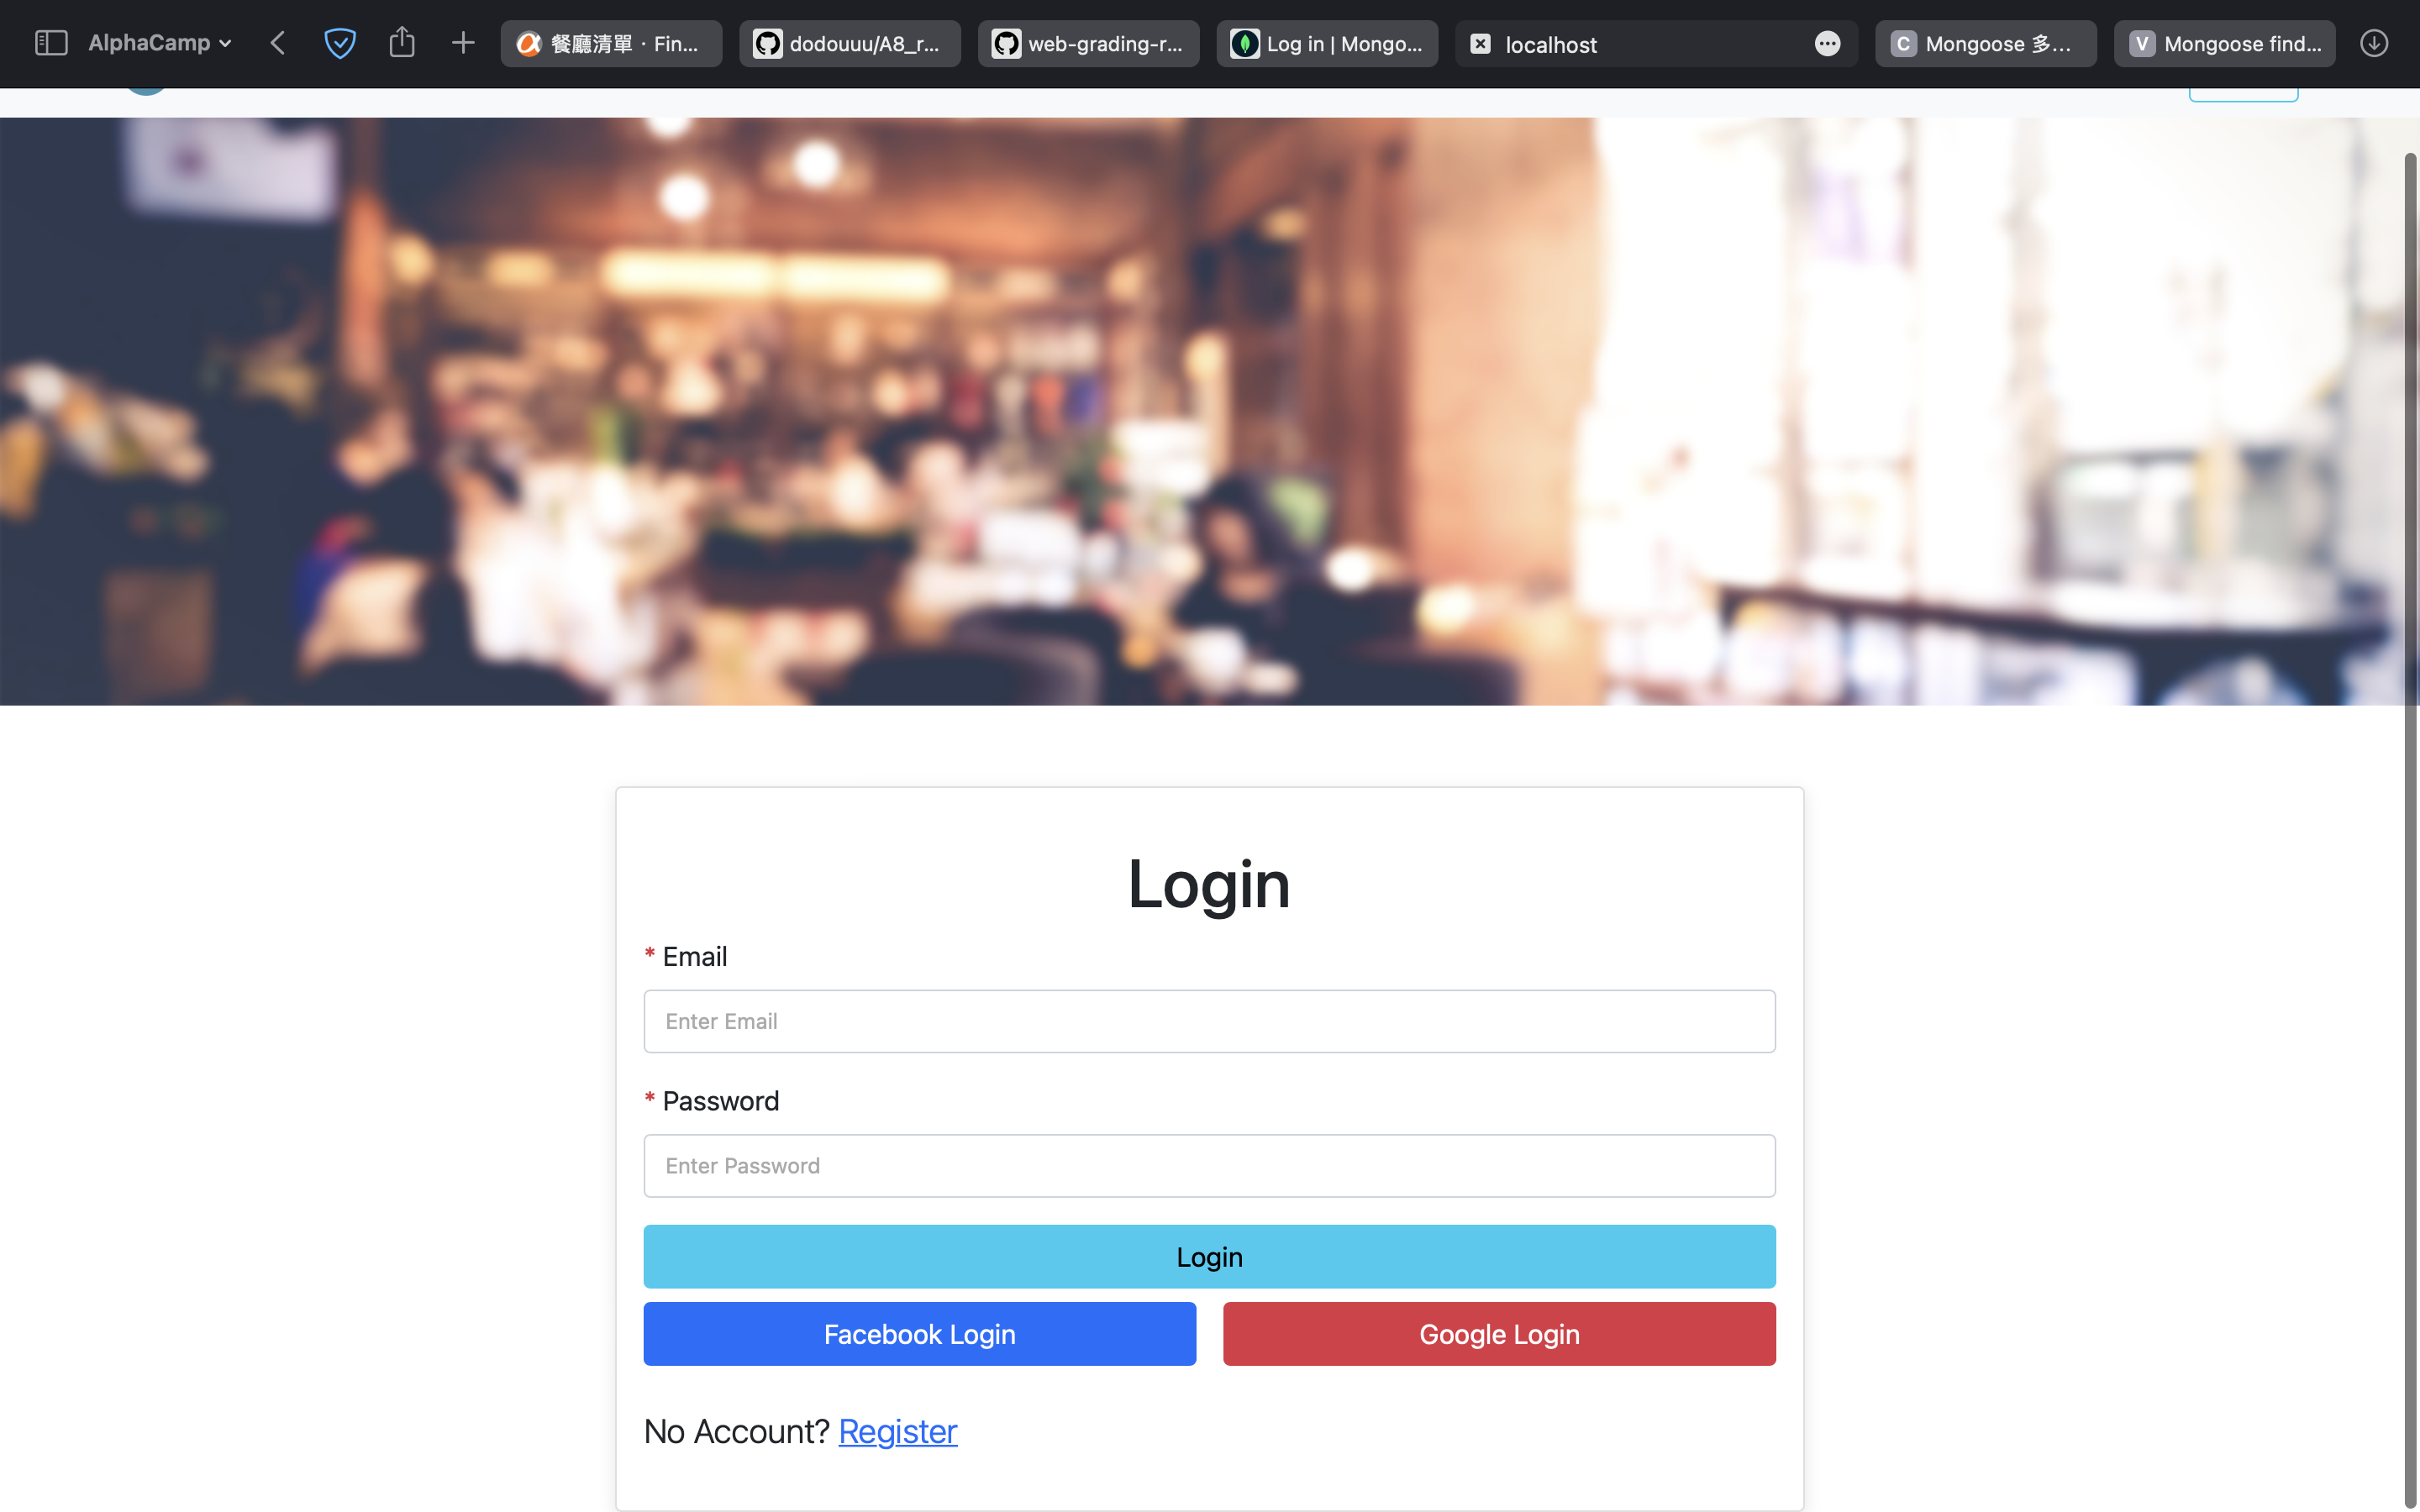 AlphaCamp
餐廳清單 · Fin...
dodouuu/A8_r...
web-grading-r...
Log in | Mongo...
localhost
C Mongoose 多...
V Mongoose find...
Login
* Email
Enter Email
* Password
Enter Password
Login
Facebook Login
Google Login
No Account? Register